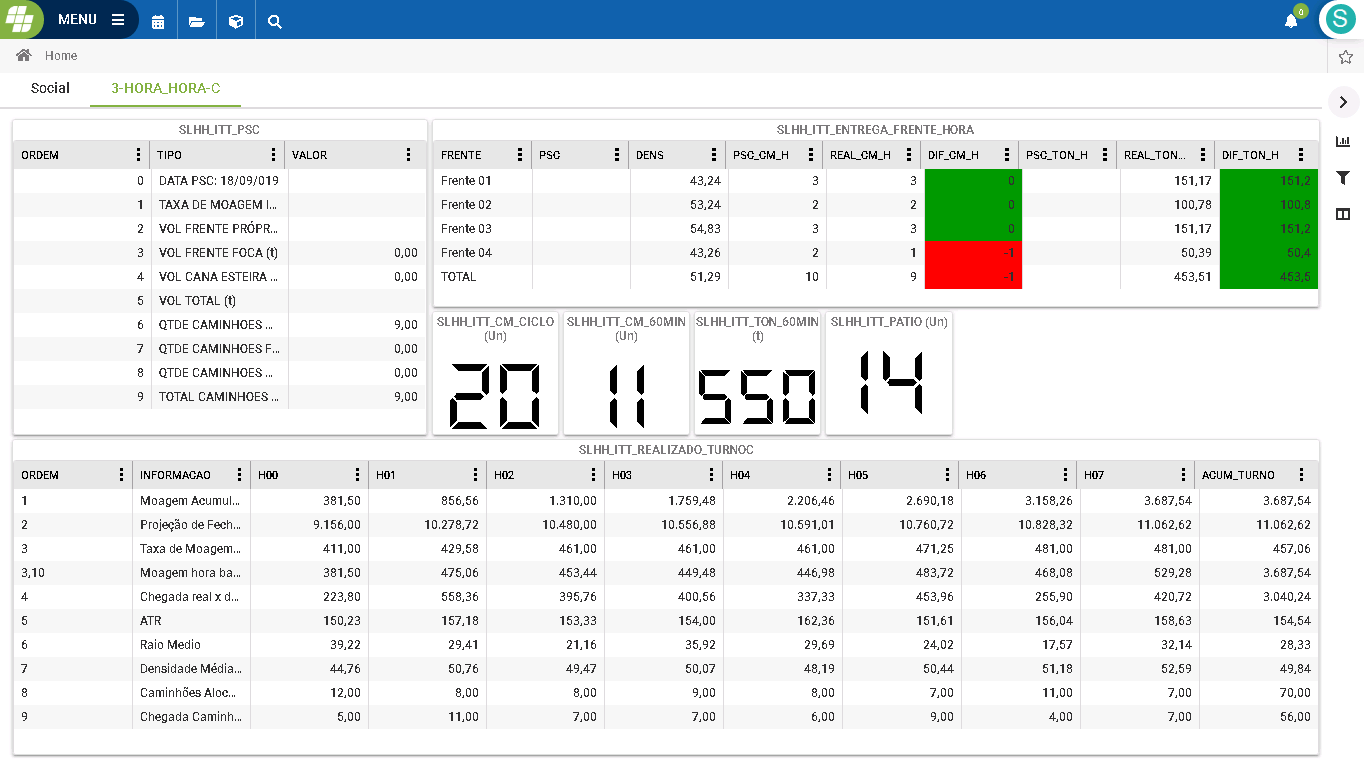 MENU
0
S
Home
Social 3-HORA_HORA-C
SLHH_ITT_PSC
ORDEM TIPO VALOR
0 DATA PSC: 18/09/019
1 TAXA DE MOAGEM I...
2 VOL FRENTE PRÓPR...
3 VOL FRENTE FOCA (t) 0,00
4 VOL CANA ESTEIRA ... 0,00
5 VOL TOTAL (t)
6 QTDE CAMINHOES ... 9,00
7 QTDE CAMINHOES F... 0,00
8 QTDE CAMINHOES ... 0,00
9 TOTAL CAMINHOES ... 9,00
SLHH_ITT_ENTREGA_FRENTE_HORA
FRENTE PSC DENS PSC_CM_H REAL_CM_H DIF_CM_H PSC_TON_H REAL_TON... DIF_TON_H
Frente 01 43,24 3 3 0 151,17 151,2
Frente 02 53,24 2 2 0 100,78 100,8
Frente 03 54,83 3 3 0 151,17 151,2
Frente 04 43,26 2 1 -1 50,39 50,4
TOTAL 51,29 10 9 -1 453,51 453,5
SLHH_ITT_CM_CICLO
(Un)
20
SLHH_ITT_CM_60MIN
(Un)
11
SLHH_ITT_TON_60MIN
(t)
550
SLHH_ITT_PATIO (Un)
14
SLHH_ITT_REALIZADO_TURNOC
ORDEM INFORMACAO H00 H01 H02 H03 H04 H05 H06 H07 ACUM_TURNO
1 Moagem Acumul... 381,50 856,56 1.310,00 1.759,48 2.206,46 2.690,18 3.158,26 3.687,54 3.687,54
2 Projeção de Fech... 9.156,00 10.278,72 10.480,00 10.556,88 10.591,01 10.760,72 10.828,32 11.062,62 11.062,62
3 Taxa de Moagem... 411,00 429,58 461,00 461,00 461,00 471,25 481,00 481,00 457,06
3,10 Moagem hora ba... 381,50 475,06 453,44 449,48 446,98 483,72 468,08 529,28 3.687,54
4 Chegada real x d... 223,80 558,36 395,76 400,56 337,33 453,96 255,90 420,72 3.040,24
5 ATR 150,23 157,18 153,33 154,00 162,36 151,61 156,04 158,63 154,54
6 Raio Medio 39,22 29,41 21,16 35,92 29,69 24,02 17,57 32,14 28,33
7 Densidade Média... 44,76 50,76 49,47 50,07 48,19 50,44 51,18 52,59 49,84
8 Caminhões Aloc... 12,00 8,00 8,00 9,00 8,00 7,00 11,00 7,00 70,00
9 Chegada Caminh... 5,00 11,00 7,00 7,00 6,00 9,00 4,00 7,00 56,00